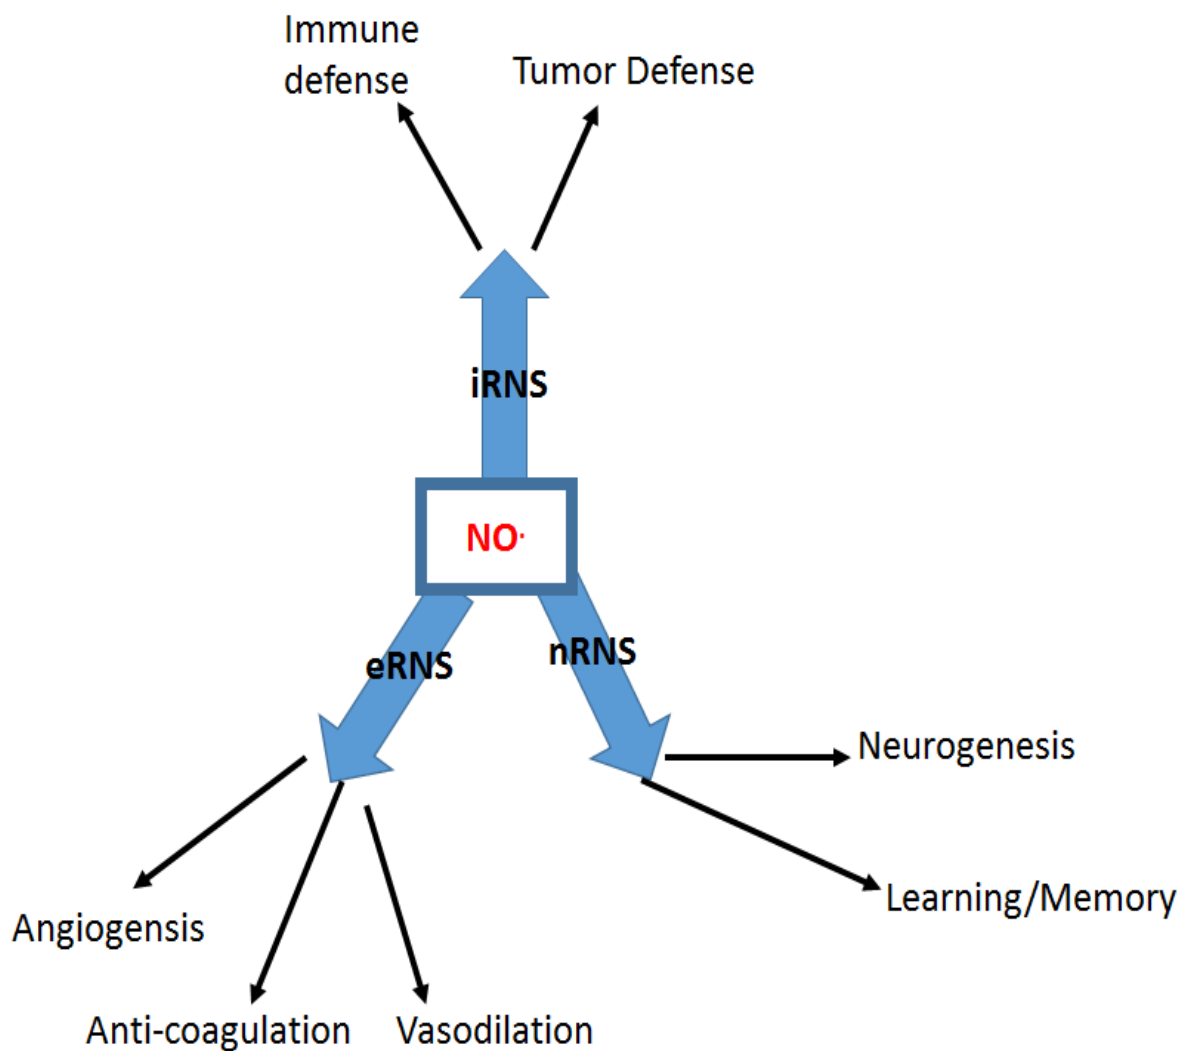 Immune
defense
Tumor Defense
iRNS
NO·
eRNS
nRNS
Neurogenesis
Learning/Memory
Angiogensis
Anti-coagulation
Vasodilation